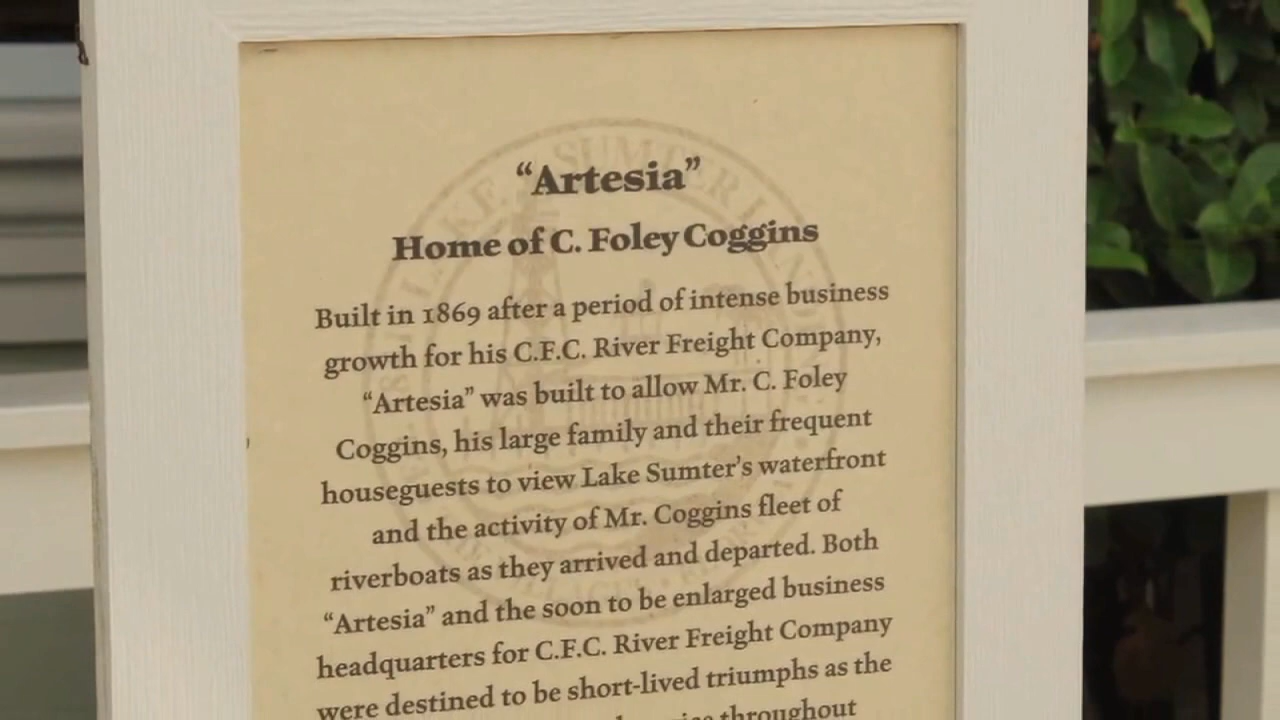 “Artesia”
Home of C. Foley Coggins
Built in 1869 after a period of intense business
growth for his C.F.C. River Freight Company,
“Artesia” was built to allow Mr. C. Foley
Coggins, his large family and their frequent
houseguests to view Lake Sumter’s waterfront
and the activity of Mr. Coggins fleet of
riverboats as they arrived and departed. Both
“Artesia” and the soon to be enlarged business
headquarters for C.F.C. River Freight Company
were destined to be short-lived triumphs as the
throughout
LAKE SUMTER